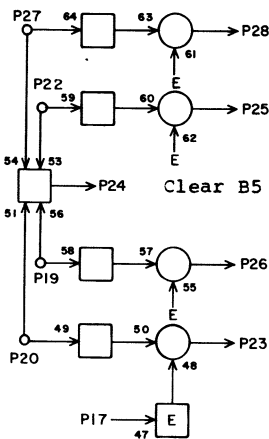 P27 64 63 P28
61
P22 E
59 60 P25
62
54 53 E
P24 Clear B5
51 56
58 57 P26
P19 55
49 E
50 P23
P20 48
P17 E
47